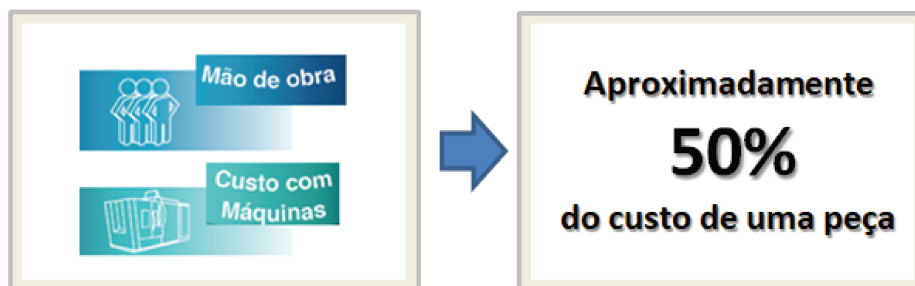 Mão de obra
Custo com
Máquinas
Aproximadamente
50%
do custo de uma peça